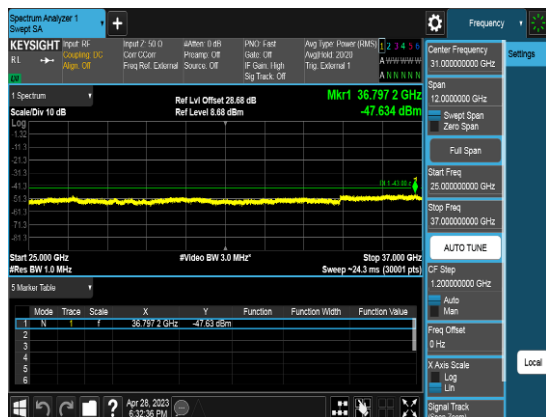 Spectrum Analyzer 1
Swept SA
+
Frequency
KEYSIGHT Input: RF Input Z: 50 Ω #Atten: 0 dB PNO: Fast Avg Type: Power (RMS) 1 2 3 4 5 6
RL Coupling: DC Corr CCorr Preamp: Off Gate: Off Avg|Hold: 20/20 A W W W W W
Align: Off Freq Ref: External Source: Off IF Gain: High Trig: External 1
Sig Track: Off A N N N N N
1 Spectrum
Ref Lvl Offset 28.68 dB Mkr1 36.797 2 GHz
Scale/Div 10 dB Ref Level 8.68 dBm -47.634 dBm
Log
-1.32
-11.3
-21.3
-31.3
-41.3
DL1 -43.00
-51.3
-61.3
-71.3
-81.3
Start 25.000 GHz #Video BW 3.0 MHz* Stop 37.000 GHz
#Res BW 1.0 MHz Sweep ~24.3 ms (30001 pts)
5 Marker Table
Mode Trace Scale X Y Function Function Width Function Value
1 N 1 f 36.797 2 GHz -47.63 dBm
2
3
4
5
6
Apr 28, 2023
6:32:36 PM
Center Frequency
31.000000000 GHz
Settings
Span
12.0000000 GHz
Swept Span
Zero Span
Full Span
Start Freq
25.000000000 GHz
Stop Freq
37.000000000 GHz
AUTO TUNE
CF Step
1.200000000 GHz
Auto
Man
Freq Offset
0 Hz
X Axis Scale
Log
Lin
Local
Signal Track
(Span Zoom)